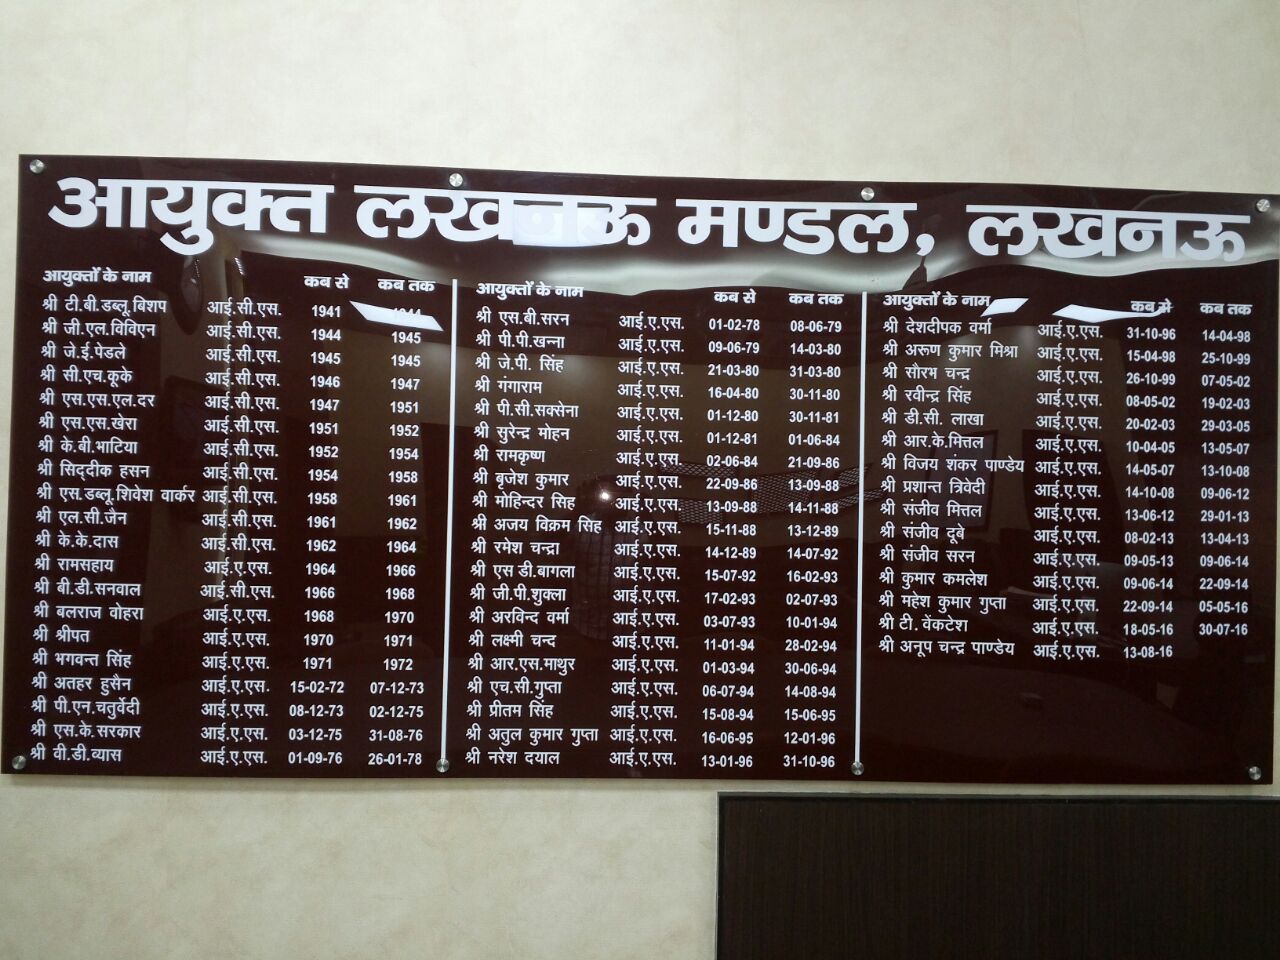 आयुक्त लखनऊ मण्डल, लखनऊ
आयुक्तों के नाम कब से कब तक
श्री टी.बी.डब्लू.बिशप आई.सी.एस. 1941 1944
श्री जी.एल.विविएन आई.सी.एस. 1944 1945
श्री जे.ई.पेडले आई.सी.एस. 1945 1945
श्री सी.एच.कूके आई.सी.एस. 1946 1947
श्री एस.एस.एल.दर आई.सी.एस. 1947 1951
श्री एस.एस.खेरा आई.सी.एस. 1951 1952
श्री के.बी.भाटिया आई.सी.एस. 1952 1954
श्री सिद्दीक हसन आई.सी.एस. 1954 1958
श्री एस.डब्लू.शिवेश वार्कर आई.सी.एस. 1958 1961
श्री एल.सी.जैन आई.सी.एस. 1961 1962
श्री के.के.दास आई.सी.एस. 1962 1964
श्री रामसहाय आई.ए.एस. 1964 1966
श्री बी.डी.सनवाल आई.सी.एस. 1966 1968
श्री बलराज वोहरा आई.ए.एस. 1968 1970
श्री श्रीपत आई.ए.एस. 1970 1971
श्री भगवन्त सिंह आई.ए.एस. 1971 1972
श्री अतहर हुसैन आई.ए.एस. 15-02-72 07-12-73
श्री पी.एन.चतुर्वेदी आई.ए.एस. 08-12-73 02-12-75
श्री एस.के.सरकार आई.ए.एस. 03-12-75 31-08-76
श्री वी.डी.व्यास आई.ए.एस. 01-09-76 26-01-78
आयुक्तों के नाम कब से कब तक
श्री एस.बी.सरन आई.ए.एस. 01-02-78 08-06-79
श्री पी.पी.खन्ना आई.ए.एस. 09-06-79 14-03-80
श्री जे.पी. सिंह आई.ए.एस. 21-03-80 31-03-80
श्री गंगाराम आई.ए.एस. 16-04-80 30-11-80
श्री पी.सी.सक्सेना आई.ए.एस. 01-12-80 30-11-81
श्री सुरेन्द्र मोहन आई.ए.एस. 01-12-81 01-06-84
श्री रामकृष्ण आई.ए.एस. 02-06-84 21-09-86
श्री बृजेश कुमार आई.ए.एस. 22-09-86 13-09-88
श्री मोहिन्दर सिंह आई.ए.एस. 13-09-88 14-11-88
श्री अजय विक्रम सिंह आई.ए.एस. 15-11-88 13-12-89
श्री रमेश चन्द्रा आई.ए.एस. 14-12-89 14-07-92
श्री एस डी.बागला आई.ए.एस. 15-07-92 16-02-93
श्री जी.पी.शुक्ला आई.ए.एस. 17-02-93 02-07-93
श्री अरविन्द वर्मा आई.ए.एस. 03-07-93 10-01-94
श्री लक्ष्मी चन्द आई.ए.एस. 11-01-94 28-02-94
श्री आर.एस.माथुर आई.ए.एस. 01-03-94 30-06-94
श्री एच.सी.गुप्ता आई.ए.एस. 06-07-94 14-08-94
श्री प्रीतम सिंह आई.ए.एस. 15-08-94 15-06-95
श्री अतुल कुमार गुप्ता आई.ए.एस. 16-06-95 12-01-96
श्री नरेश दयाल आई.ए.एस. 13-01-96 31-10-96
आयुक्तों के नाम कब से कब तक
श्री देशदीपक वर्मा आई.ए.एस. 31-10-96 14-04-98
श्री अरूण कुमार मिश्रा आई.ए.एस. 15-04-98 25-10-99
श्री सौरभ चन्द्र आई.ए.एस. 26-10-99 07-05-02
श्री रवीन्द्र सिंह आई.ए.एस. 08-05-02 19-02-03
श्री डी.सी. लाखा आई.ए.एस. 20-02-03 29-03-05
श्री आर.के.मित्तल आई.ए.एस. 10-04-05 13-05-07
श्री विजय शंकर पाण्डेय आई.ए.एस. 14-05-07 13-10-08
श्री प्रशान्त त्रिवेदी आई.ए.एस. 14-10-08 09-06-12
श्री संजीव मित्तल आई.ए.एस. 13-06-12 29-01-13
श्री संजीव दूबे आई.ए.एस. 08-02-13 13-04-13
श्री संजीव सरन आई.ए.एस. 09-05-13 09-06-14
श्री कुमार कमलेश आई.ए.एस. 09-06-14 22-09-14
श्री महेश कुमार गुप्ता आई.ए.एस. 22-09-14 05-05-16
श्री टी. वेंकटेश आई.ए.एस. 18-05-16 30-07-16
श्री अनूप चन्द्र पाण्डेय आई.ए.एस. 13-08-16